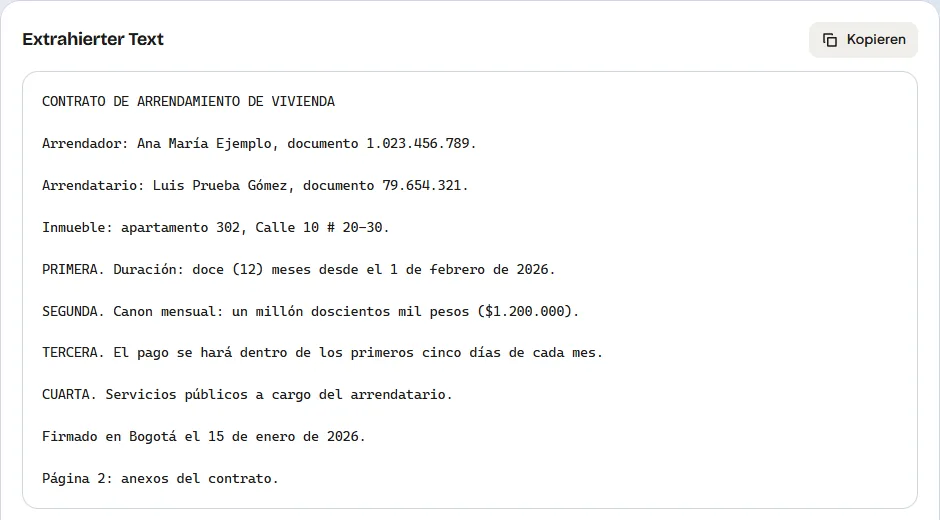 Extrahierter Text
Kopieren
CONTRATO DE ARRENDAMIENTO DE VIVIENDA
Arrendador: Ana María Ejemplo, documento 1.023.456.789.
Arrendatario: Luis Prueba Gómez, documento 79.654.321.
Inmueble: apartamento 302, Calle 10 # 20-30.
PRIMERA. Duración: doce (12) meses desde el 1 de febrero de 2026.
SEGUNDA. Canon mensual: un millón doscientos mil pesos ($1.200.000).
TERCERA. El pago se hará dentro de los primeros cinco días de cada mes.
CUARTA. Servicios públicos a cargo del arrendatario.
Firmado en Bogotá el 15 de enero de 2026.
Página 2: anexos del contrato.